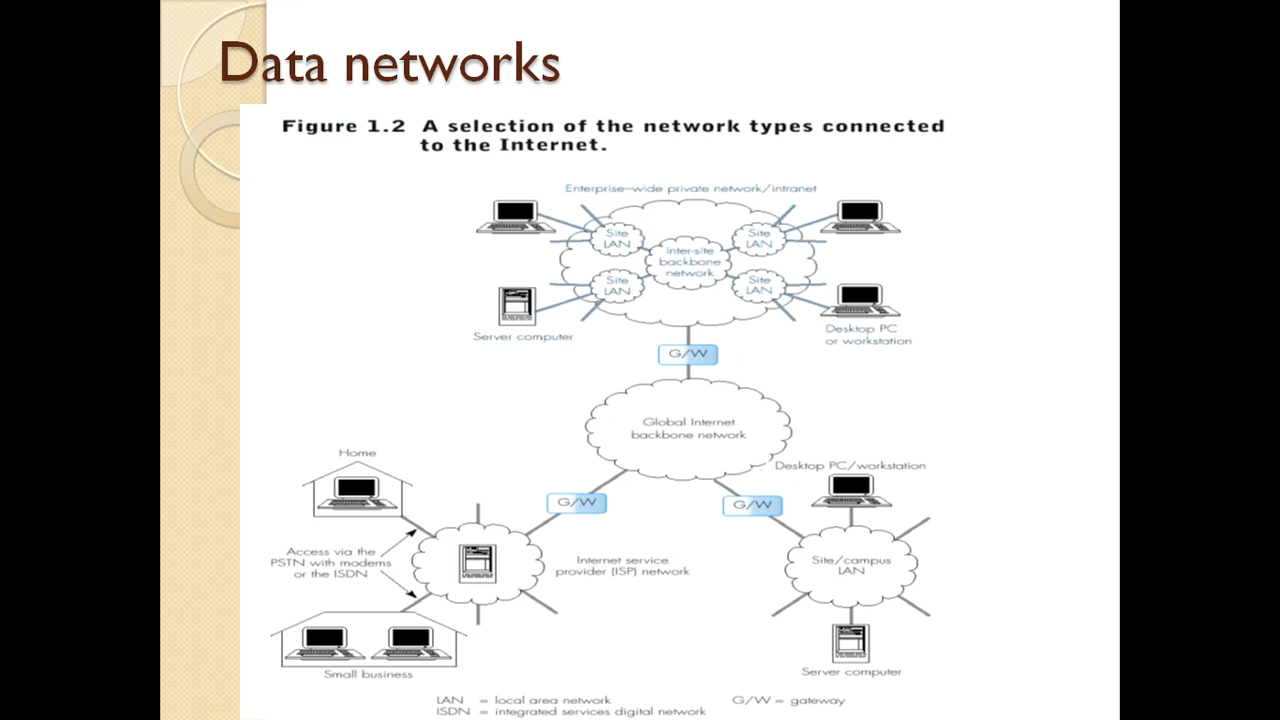 Data networks
Figure 1.2 A selection of the network types connected
to the Internet.
Enterprise-wide private network/intranet
Site
LAN
Site
LAN
Inter-site
backbone
network
Site
LAN
Site
LAN
Server computer
Desktop PC
or workstation
G/W
Global Internet
backbone network
Home
Desktop PC/workstation
G/W
G/W
Access via the
PSTN with modems
or the ISDN
Internet service
provider (ISP) network
Site/campus
LAN
Small business
Server computer
LAN = local area network
G/W = gateway
ISDN = integrated services digital network